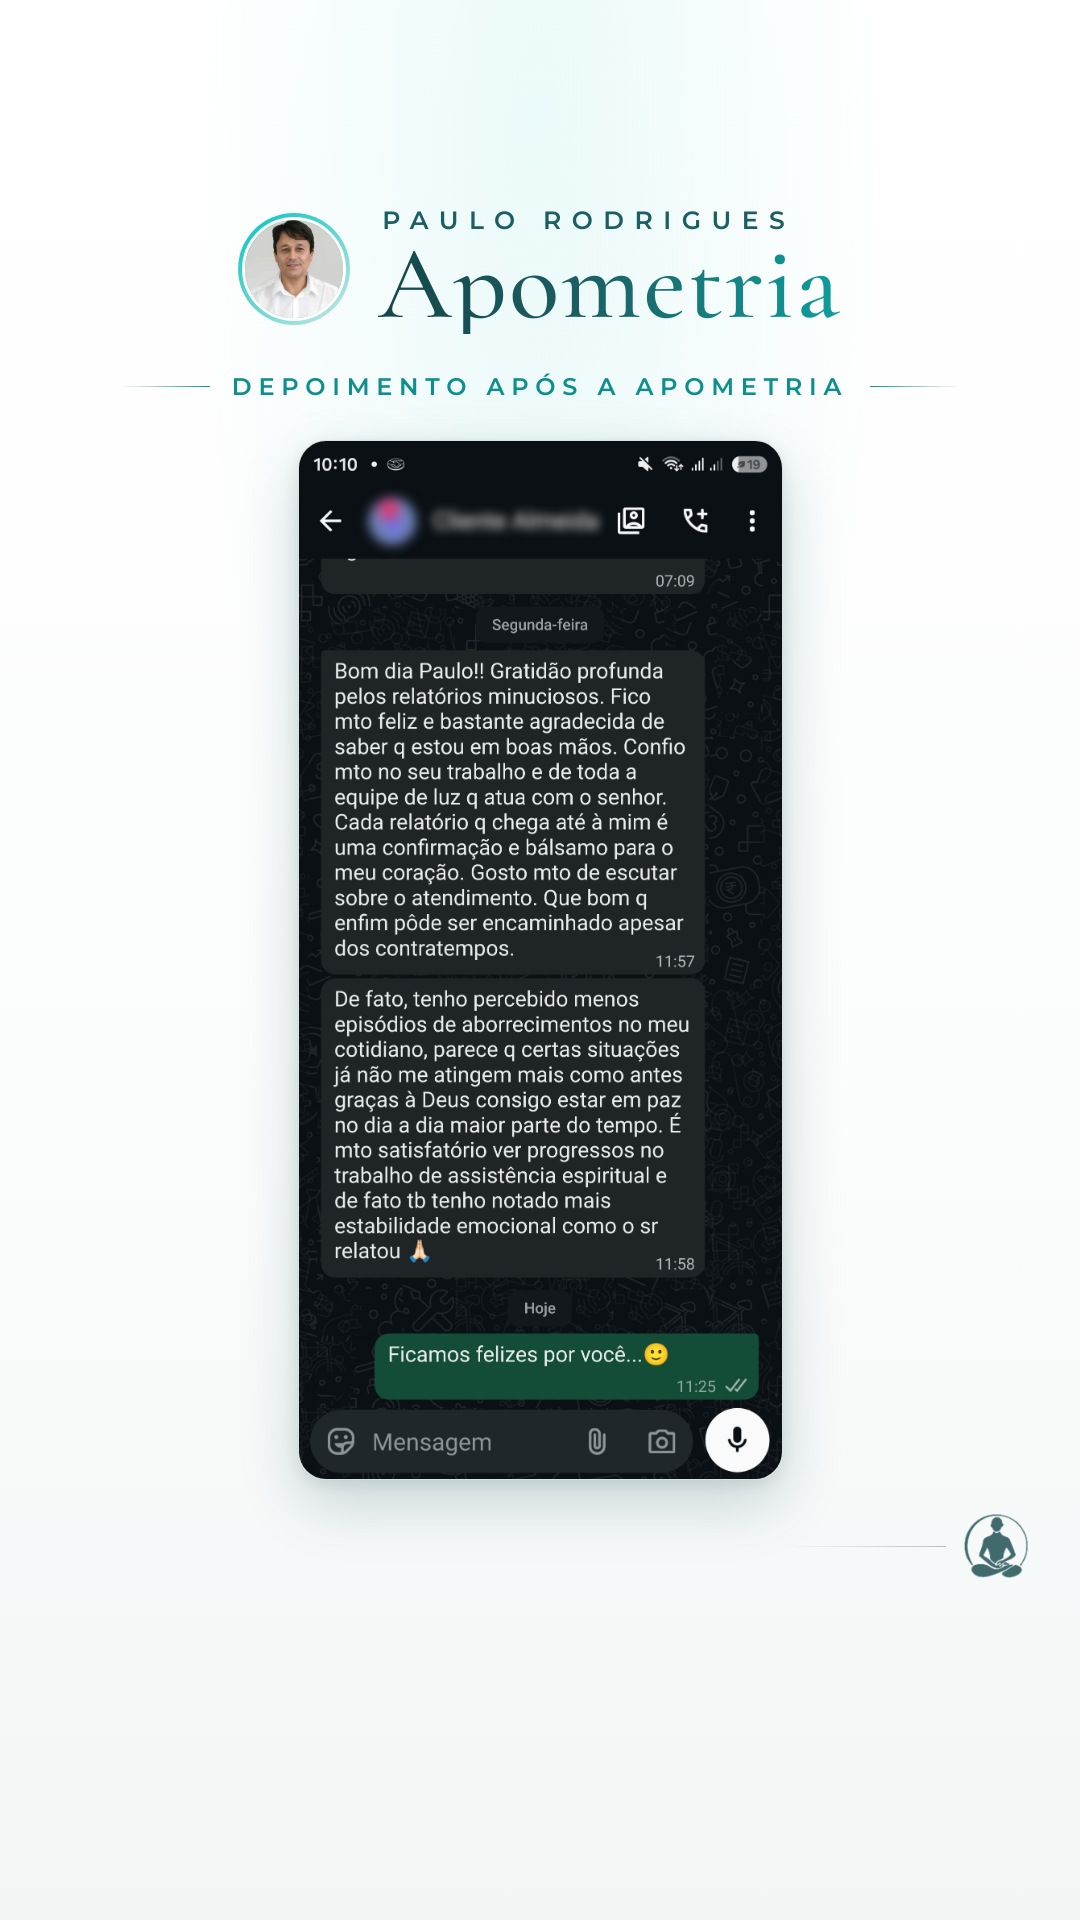 PAULO RODRIGUES
Apometria
DEPOIMENTO APÓS A APOMETRIA
10:10
19
07:09
Segunda-feira
Bom dia Paulo!! Gratidão profunda
pelos relatórios minuciosos. Fico
mto feliz e bastante agradecida de
saber q estou em boas mãos. Confio
mto no seu trabalho e de toda a
equipe de luz q atua com o senhor.
Cada relatório q chega até à mim é
uma confirmação e bálsamo para o
meu coração. Gosto mto de escutar
sobre o atendimento. Que bom q
enfim pôde ser encaminhado apesar
dos contratempos.
11:57
De fato, tenho percebido menos
episódios de aborrecimentos no meu
cotidiano, parece q certas situações
já não me atingem mais como antes
graças à Deus consigo estar em paz
no dia a dia maior parte do tempo. É
mto satisfatório ver progressos no
trabalho de assistência espiritual e
de fato tb tenho notado mais
estabilidade emocional como o sr
relatou 🙏🏻
11:58
Hoje
Ficamos felizes por você...🙂
11:25
Mensagem